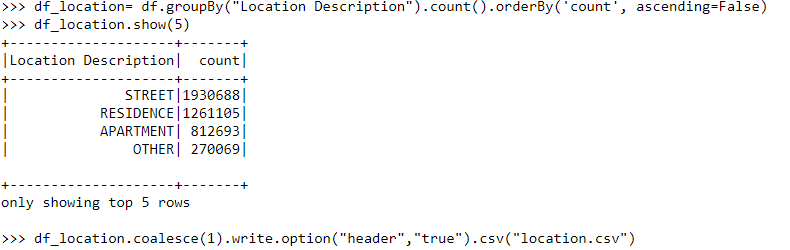 >>> df_location= df.groupBy("Location Description").count().orderBy('count', ascending=False)
>>> df_location.show(5)
+--------------------+-------+
|Location Description|  count|
+--------------------+-------+
|              STREET|1930688|
|           RESIDENCE|1261105|
|           APARTMENT| 812693|
|               OTHER| 270069|
+--------------------+-------+
only showing top 5 rows
>>> df_location.coalesce(1).write.option("header","true").csv("location.csv")